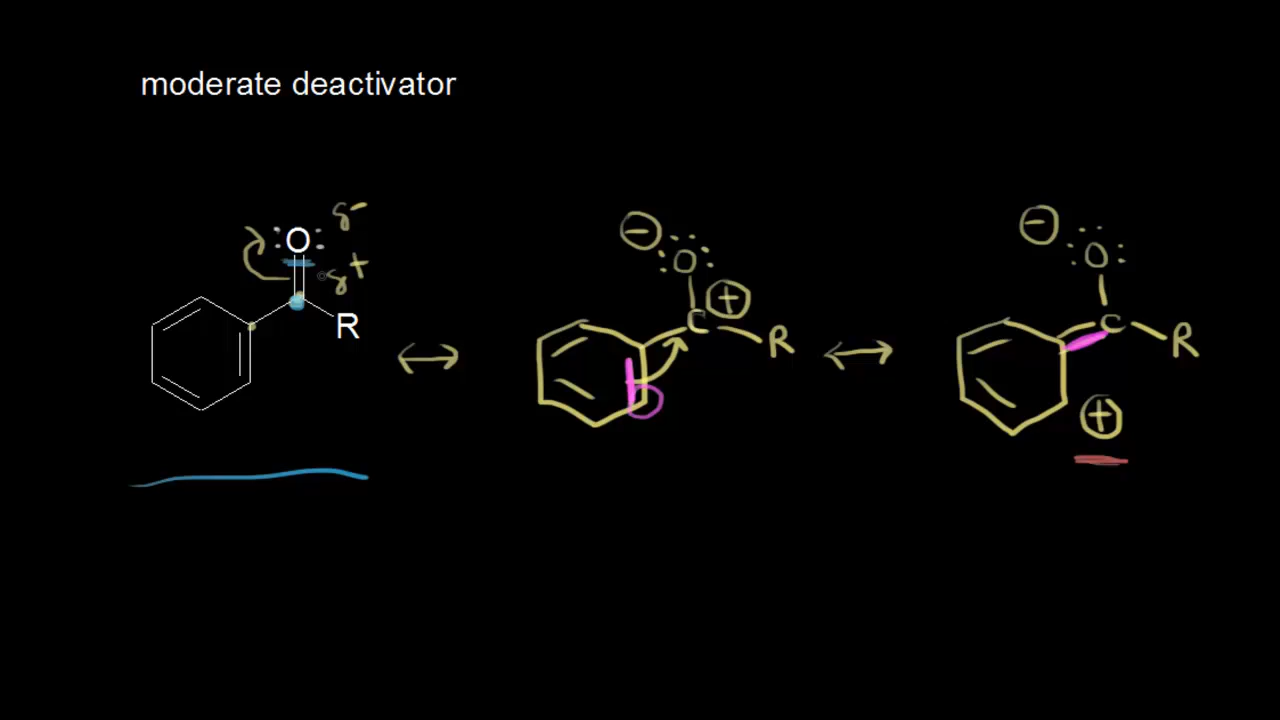 moderate deactivator
:O: δ-
δ+
R
- :O:
C + R
- :O:
C R
+